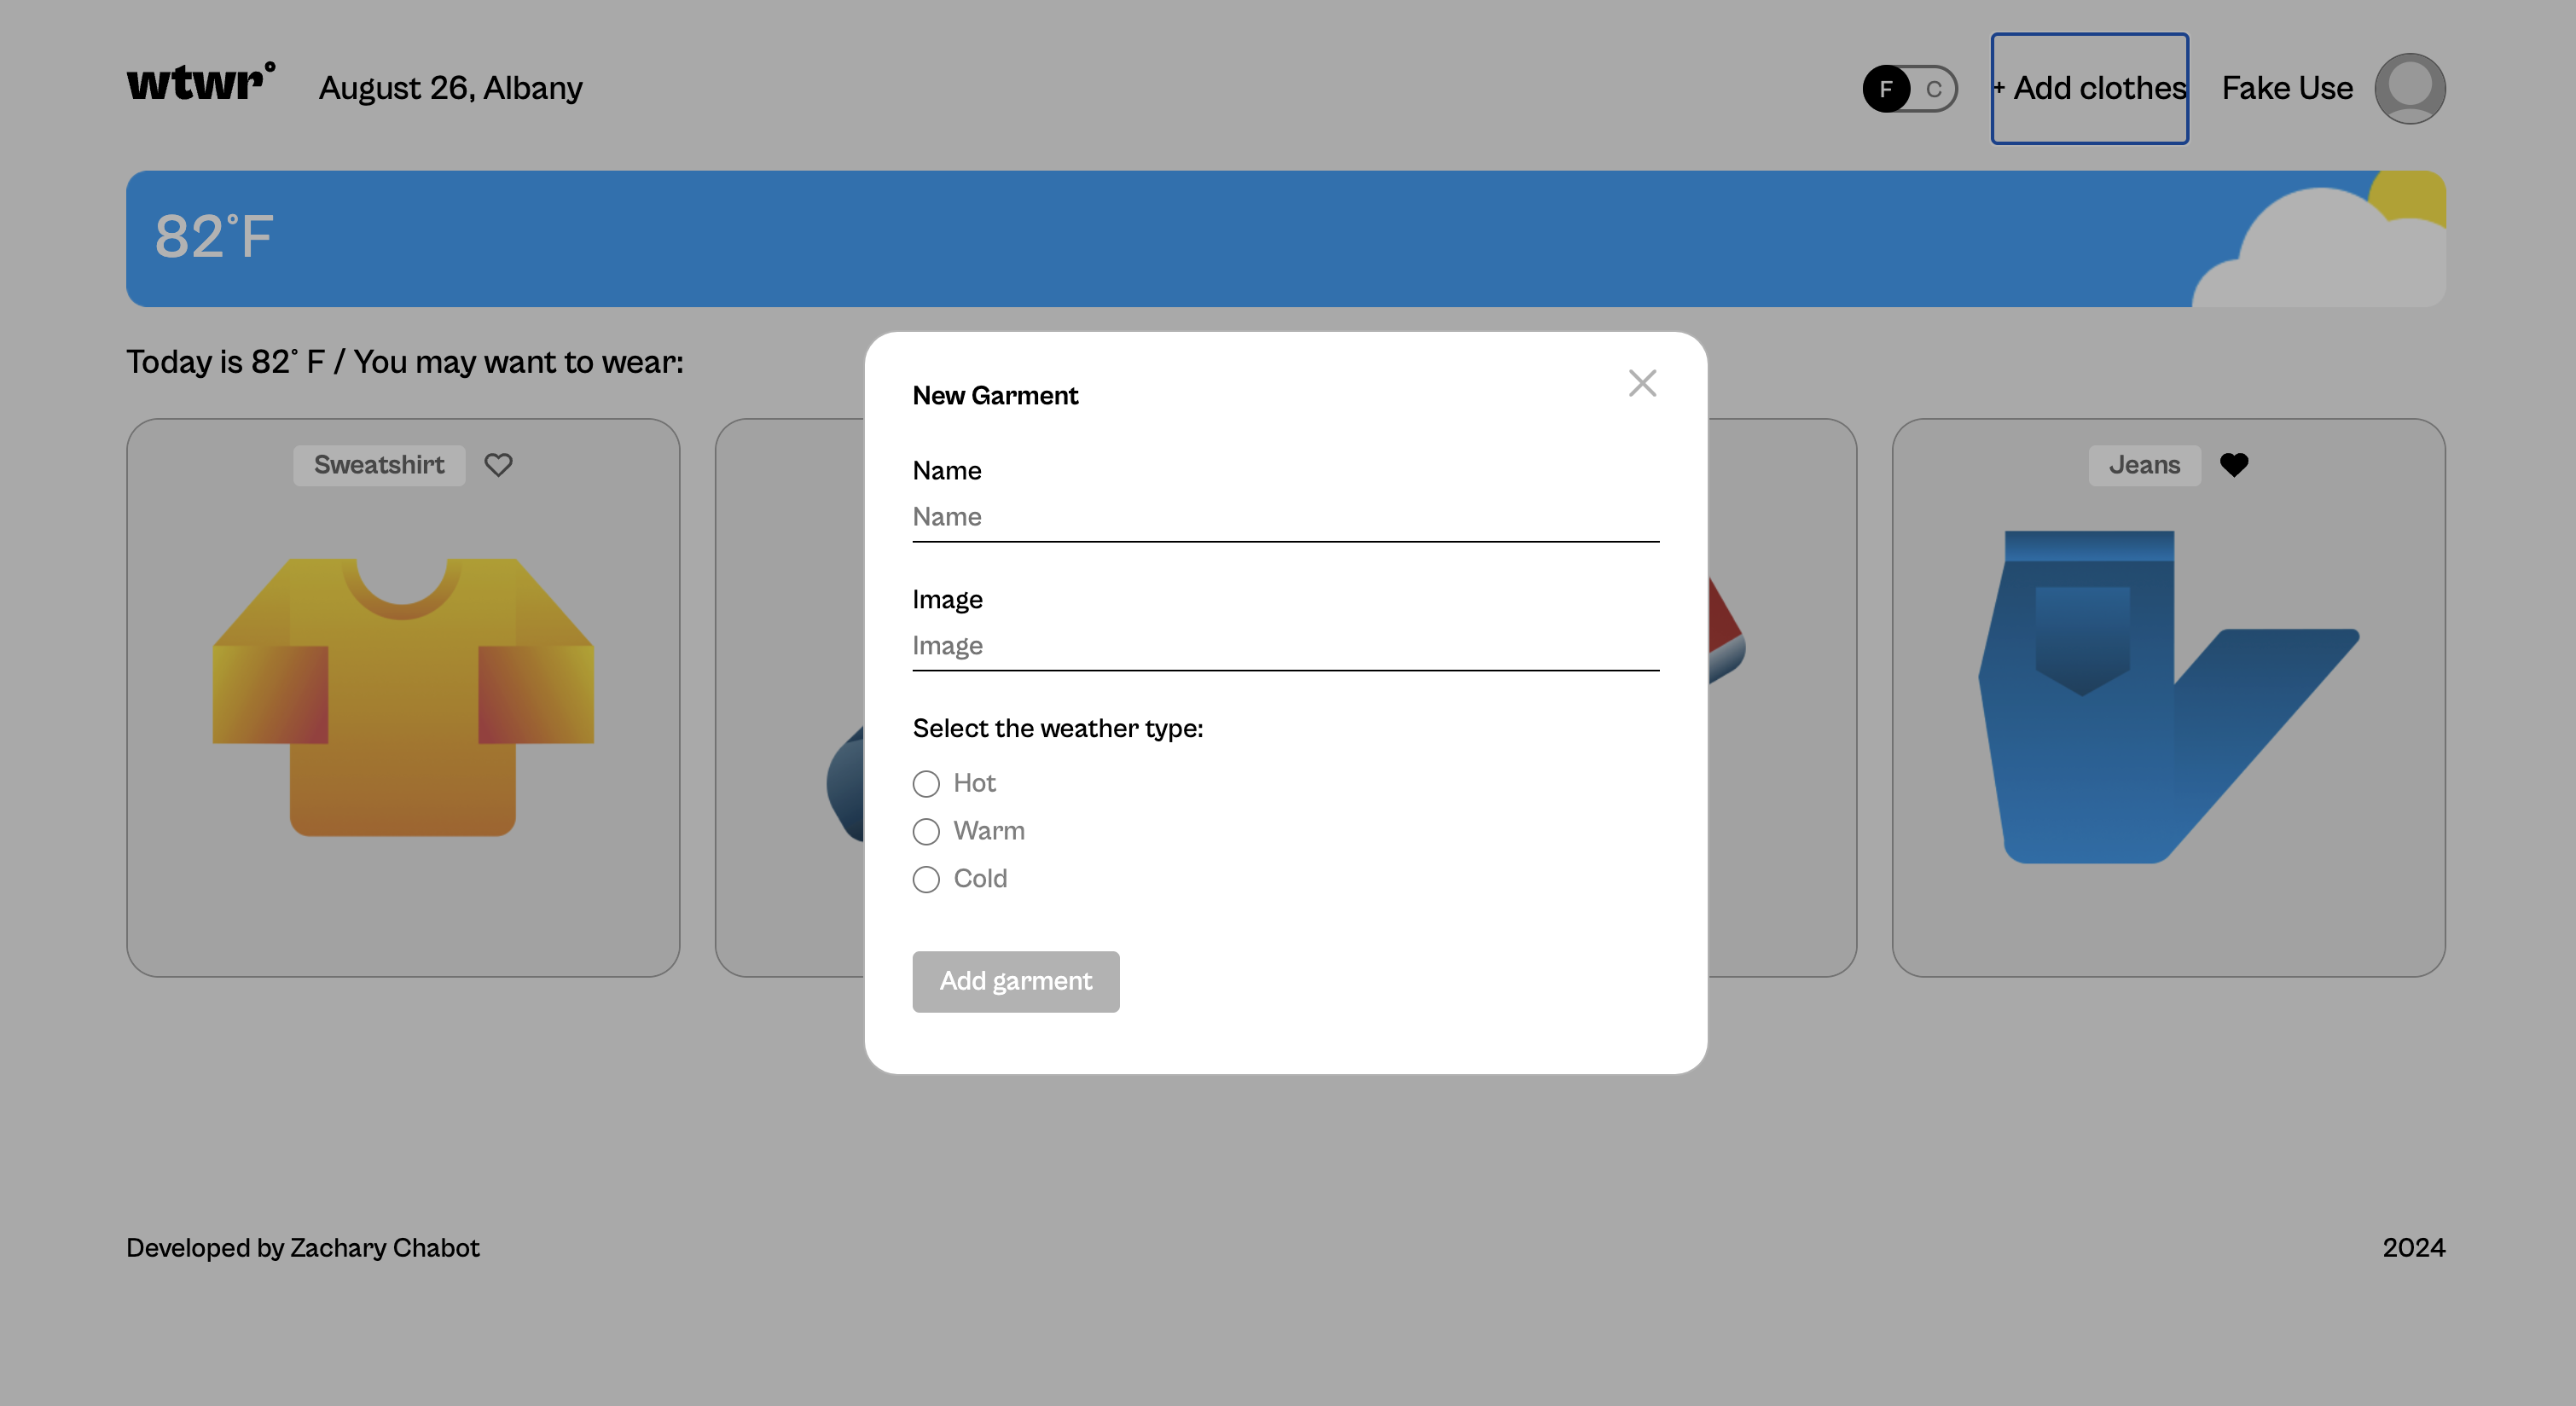 wtwr° August 26, Albany F C + Add clothes Fake Use
82°F
Today is 82° F / You may want to wear:
Sweatshirt
Jeans
New Garment
Name
Name
Image
Image
Select the weather type:
Hot
Warm
Cold
Add garment
Developed by Zachary Chabot 2024